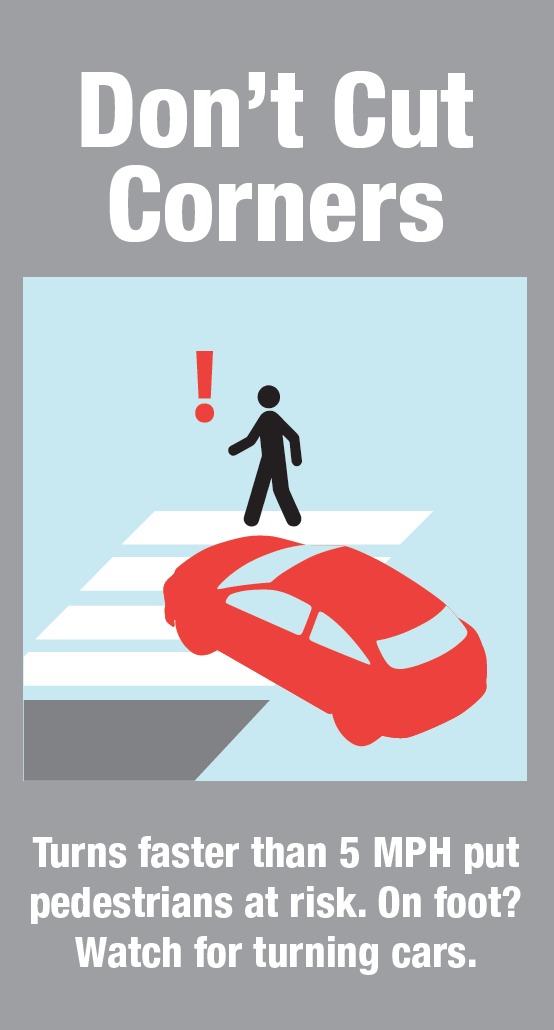 Don’t Cut
Corners
!
Turns faster than 5 MPH put
pedestrians at risk. On foot?
Watch for turning cars.